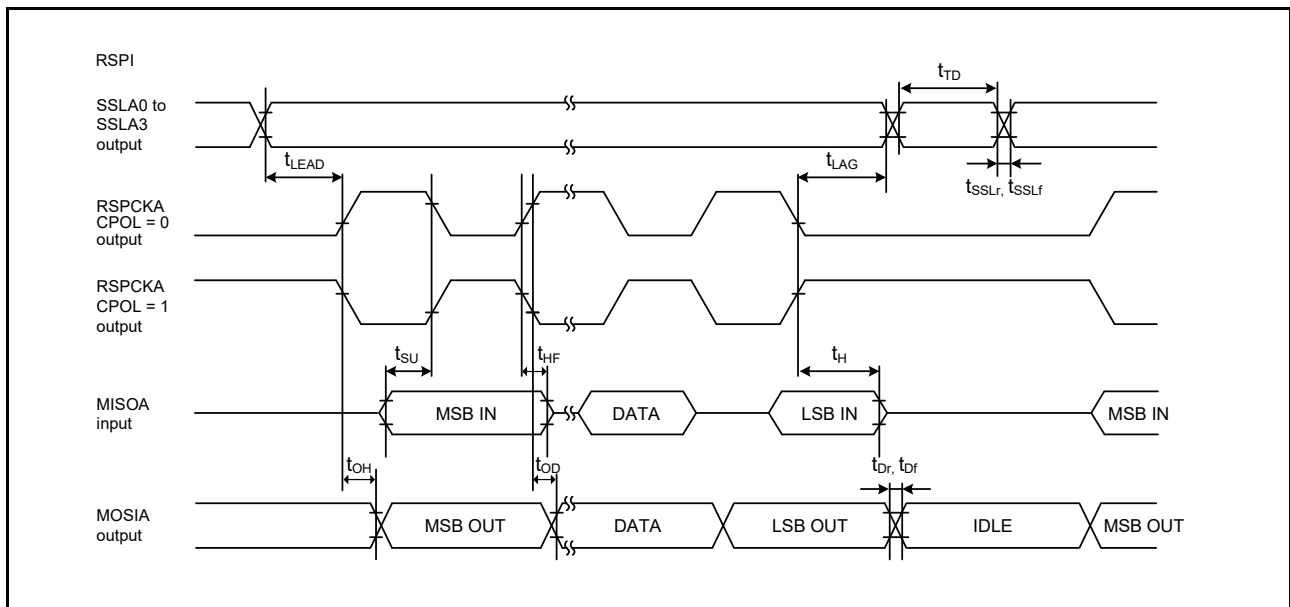 RSPI
SSLA0 to
SSLA3
output
tTD
tLEAD
tLAG
tSSLr, tSSLf
RSPCKA
CPOL = 0
output
RSPCKA
CPOL = 1
output
tSU
tHF
tH
MISOA
input
MSB IN
DATA
LSB IN
MSB IN
tOH
tOD
tDr, tDf
MOSIA
output
MSB OUT
DATA
LSB OUT
IDLE
MSB OUT